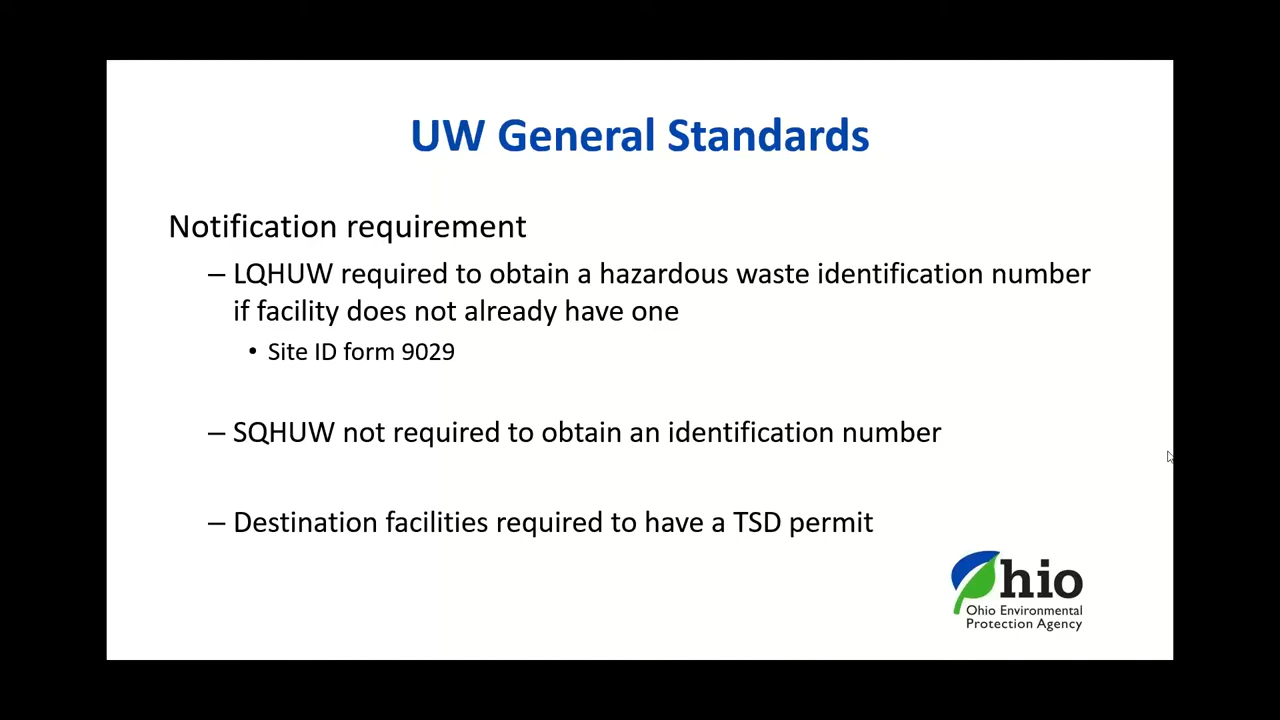 UW General Standards
Notification requirement
– LQHUW required to obtain a hazardous waste identification number
if facility does not already have one
• Site ID form 9029
– SQHUW not required to obtain an identification number
– Destination facilities required to have a TSD permit
Ohio
Ohio Environmental
Protection Agency